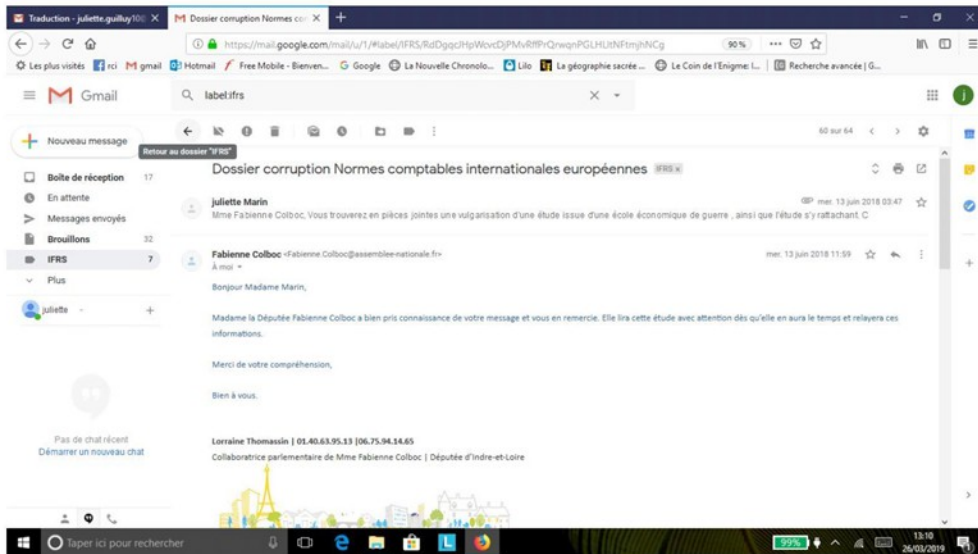 Traduction - juliette.guilluy10
Dossier corruption Normes co
https://mail.google.com/mail/u/1/#label/IFRS/RdDgqcJHpWcvcDjPMvRffPrQrwqnPGLHLltNFtmjhNCg
90 %
Les plus visités
rci
M gmail
Hotmail
Free Mobile - Bienven...
Google
La Nouvelle Chronolo...
Lilo
La géographie sacrée ...
Le Coin de l'Enigme: l...
Recherche avancée | G...
Gmail
label:ifrs
j
Nouveau message
60 sur 64
Retour au dossier "IFRS"
Boîte de réception 17
En attente
Messages envoyés
Brouillons 32
IFRS 7
Plus
juliette
Pas de chat récent
Démarrer un nouveau chat
Dossier corruption Normes comptables internationales européennes IFRS x
juliette Marin mer. 13 juin 2018 03:47
Mme Fabienne Colboc, Vous trouverez en pièces jointes une vulgarisation d'une étude issue d'une école économique de guerre , ainsi que l'étude s'y rattachant, C
Fabienne Colboc <Fabienne.Colboc@assemblee-nationale.fr> mer. 13 juin 2018 11:59
À moi
Bonjour Madame Marin,
Madame la Députée Fabienne Colboc a bien pris connaissance de votre message et vous en remercie. Elle lira cette étude avec attention dès qu'elle en aura le temps et relayera ces
informations.
Merci de votre compréhension,
Bien à vous.
Lorraine Thomassin | 01.40.63.95.13 |06.75.94.14.65
Collaboratrice parlementaire de Mme Fabienne Colboc | Députée d'Indre-et-Loire
Taper ici pour rechercher
99%
13:10
26/03/2019